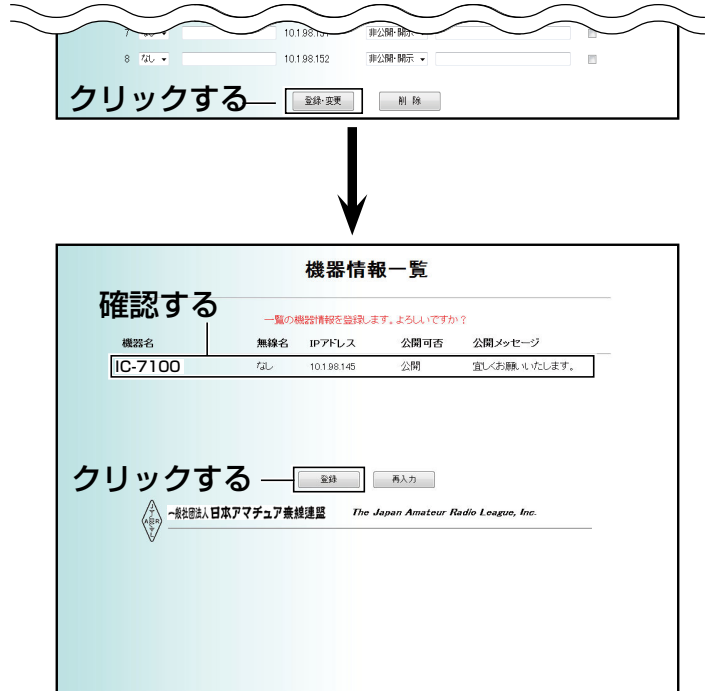 7 なし 10.1.98.151 非公開・開示
8 なし 10.1.98.152 非公開・開示
クリックする 登録・変更 削 除
機器情報一覧
確認する
一覧の機器情報を登録します。よろしいですか？
機器名 無線名 IPアドレス 公開可否 公開メッセージ
IC-7100 なし 10.1.98.145 公開 宜しくお願いいたします。
クリックする 登録 再入力
一般社団法人 日本アマチュア無線連盟 The Japan Amateur Radio League, Inc.